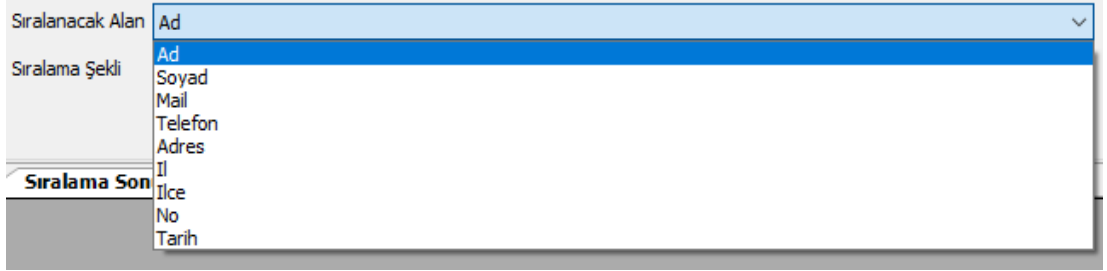 Sıralanacak Alan Ad
Ad
Sıralama Şekli
Soyad
Mail
Telefon
Adres
Il
Sıralama Son
Ilce
No
Tarih